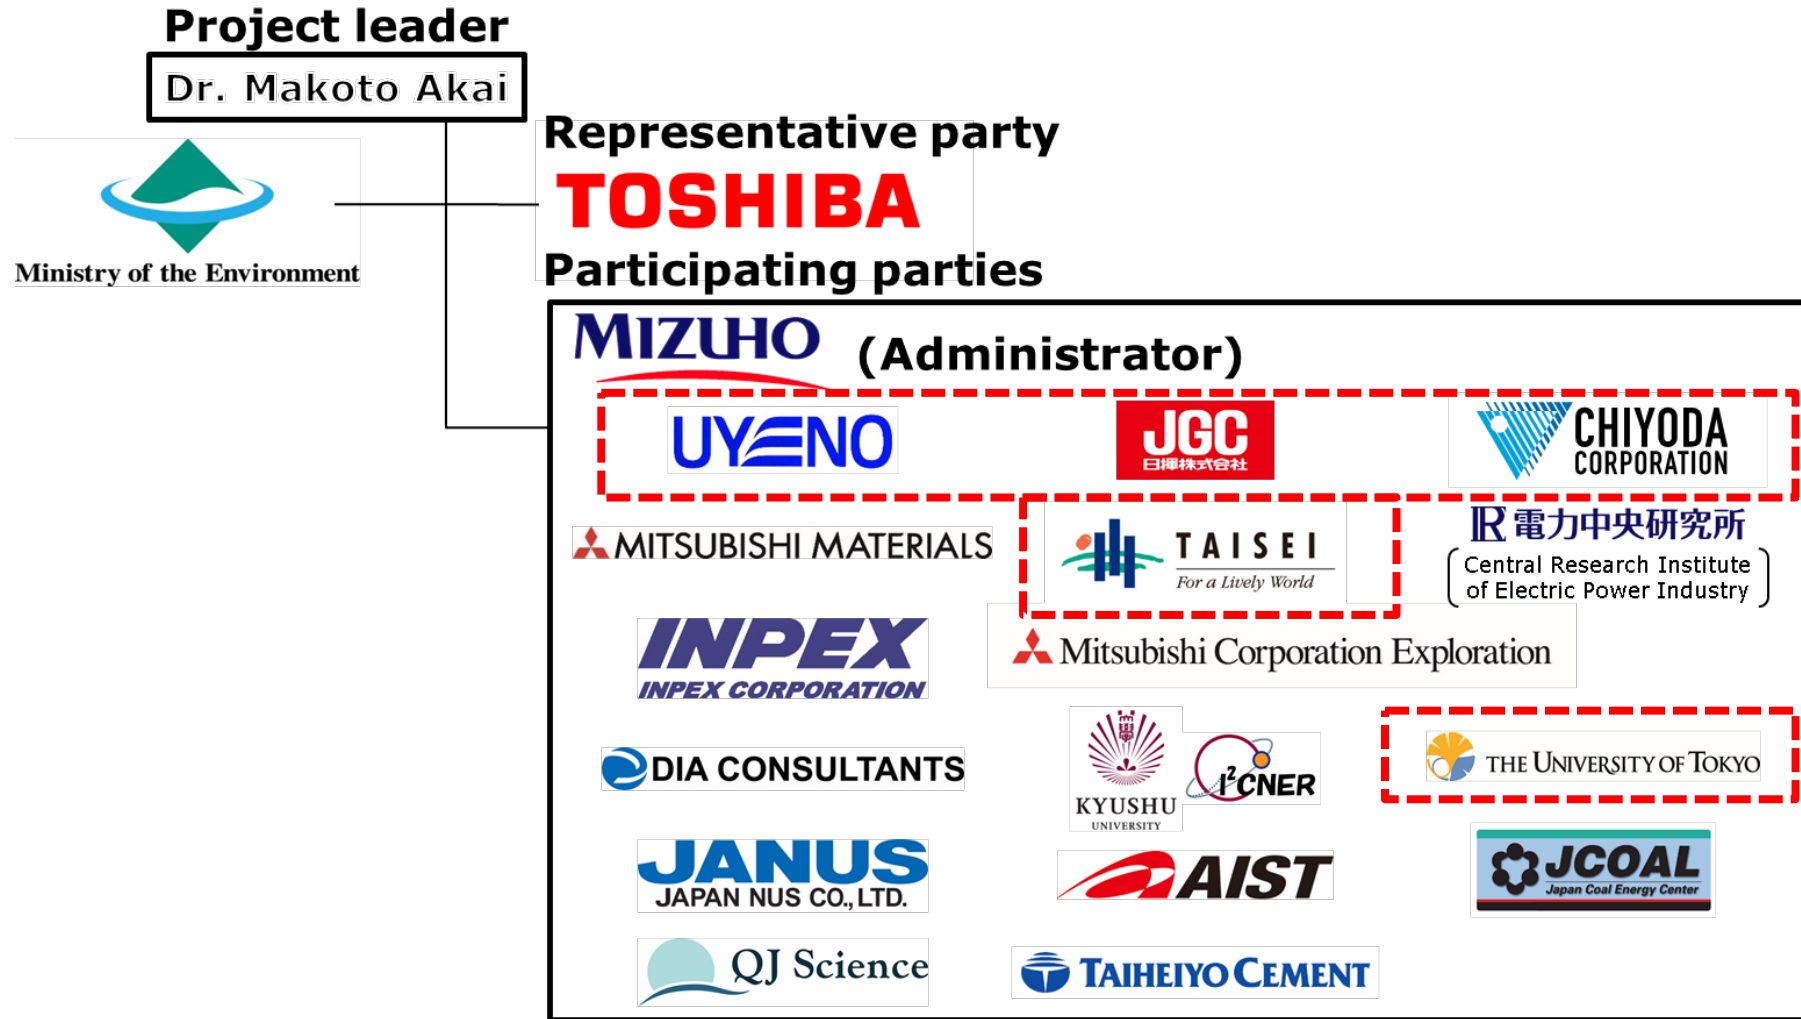 Project leader
Dr. Makoto Akai
Representative party
TOSHIBA
Ministry of the Environment
Participating parties
MIZUHO (Administrator)
UYENO
JGC
日揮株式会社
CHIYODA
CORPORATION
MITSUBISHI MATERIALS
TAISEI
For a Lively World
電力中央研究所
Central Research Institute
of Electric Power Industry
INPEX
INPEX CORPORATION
Mitsubishi Corporation Exploration
DIA CONSULTANTS
KYUSHU
UNIVERSITY
I²CNER
THE UNIVERSITY OF TOKYO
JANUS
JAPAN NUS CO., LTD.
AIST
JCOAL
Japan Coal Energy Center
QJ Science
TAIHEIYO CEMENT